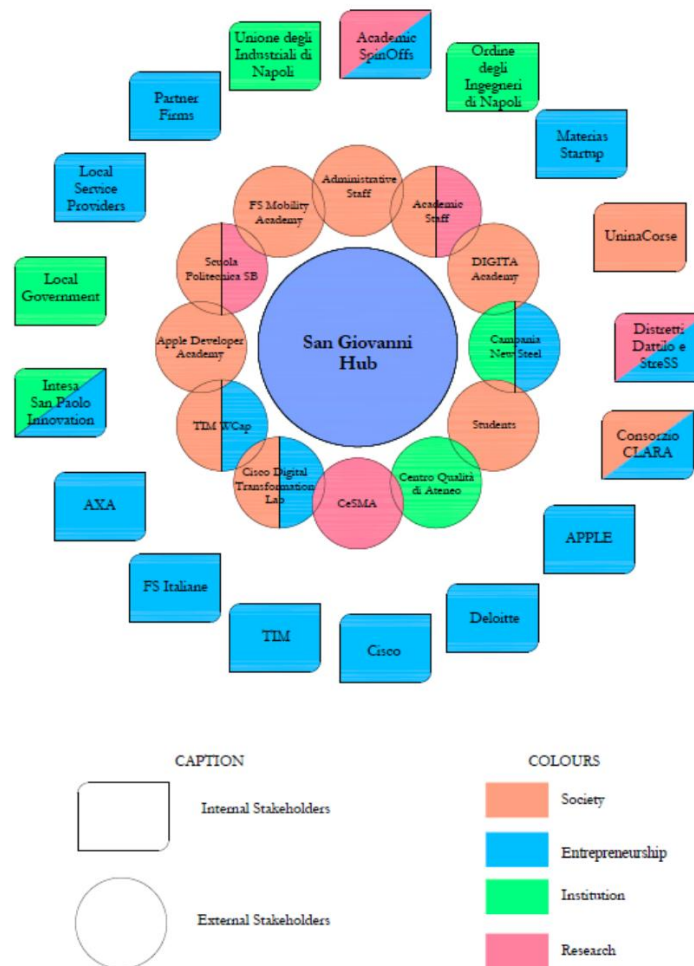 Unione degli
Industriali di
Napoli
Academic
SpinOffs
Ordine
degli
Ingegneri
di Napoli
Partner
Firms
Materias
Startup
Local
Service
Providers
UninaCorse
Local
Government
Distretti
Dattilo e
StreSS
Intesa
San Paolo
Innovation
Consorzio
CLARA
AXA
APPLE
FS Italiane
Deloitte
TIM
Cisco
Administrative
Staff
FS Mobility
Academy
Academic
Staff
Scuola
Politecnica SB
DIGITA
Academy
Apple Developer
Academy
San Giovanni
Hub
Campania
New Steel
TIM WCap
Students
Cisco Digital
Transformation
Lab
CeSMA
Centro Qualità
di Ateneo
CAPTION
Internal Stakeholders
External Stakeholders
COLOURS
Society
Entrepreneurship
Institution
Research